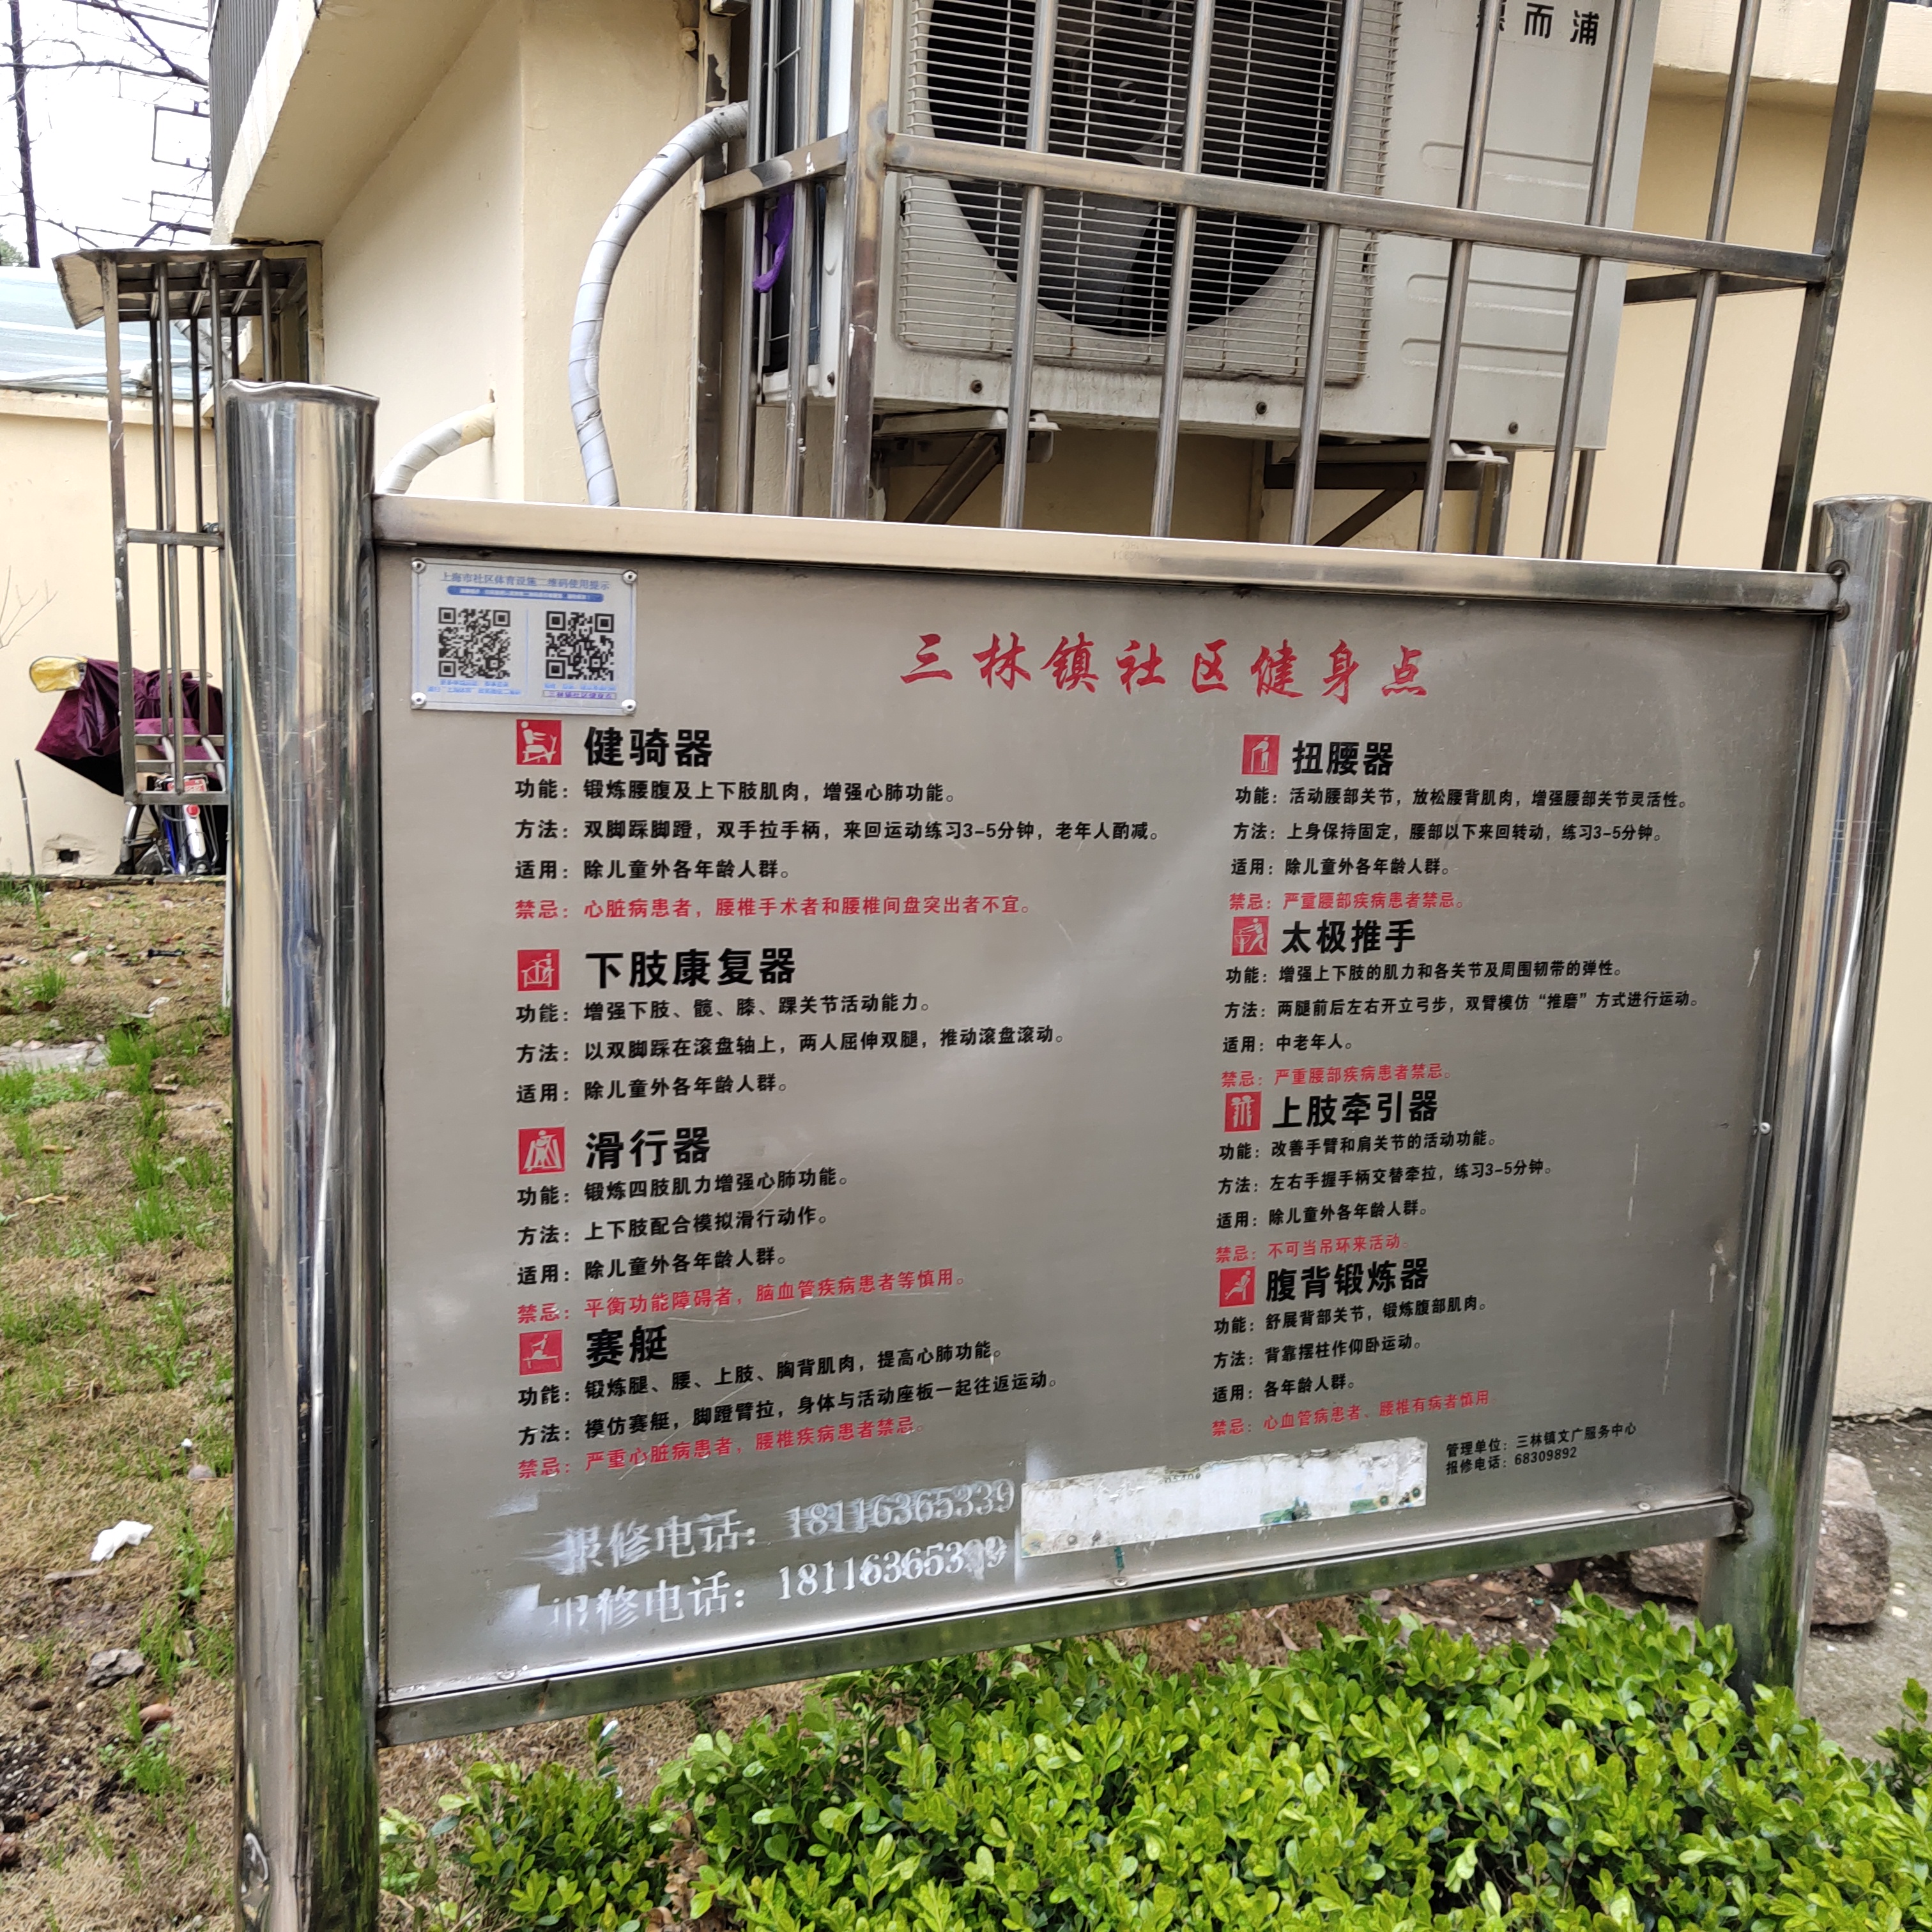 而浦
上海市社区体育设施二维码使用提示
三林镇社区健身点
健骑器
功能：锻炼腰腹及上下肢肌肉，增强心肺功能。
方法：双脚踩脚蹬，双手拉手柄，来回运动练习3-5分钟，老年人酌减。
适用：除儿童外各年龄人群。
禁忌：心脏病患者，腰椎手术者和腰椎间盘突出者不宜。
下肢康复器
功能：增强下肢、髋、膝、踝关节活动能力。
方法：以双脚踩在滚盘轴上，两人屈伸双腿，推动滚盘滚动。
适用：除儿童外各年龄人群。
滑行器
功能：锻炼四肢肌力增强心肺功能。
方法：上下肢配合模拟滑行动作。
适用：除儿童外各年龄人群。
禁忌：平衡功能障碍者，脑血管疾病患者等慎用。
赛艇
功能：锻炼腿、腰、上肢、胸背肌肉，提高心肺功能。
方法：模仿赛艇，脚蹬臂拉，身体与活动座板一起往返运动。
禁忌：严重心脏病患者，腰椎疾病患者禁忌。
扭腰器
功能：活动腰部关节，放松腰背肌肉，增强腰部关节灵活性。
方法：上身保持固定，腰部以下来回转动，练习3-5分钟。
适用：除儿童外各年龄人群。
禁忌：严重腰部疾病患者禁忌。
太极推手
功能：增强上下肢的肌力和各关节及周围韧带的弹性。
方法：两腿前后左右开立弓步，双臂模仿“推磨”方式进行运动。
适用：中老年人。
禁忌：严重腰部疾病患者禁忌。
上肢牵引器
功能：改善手臂和肩关节的活动功能。
方法：左右手握手柄交替牵拉，练习3-5分钟。
适用：除儿童外各年龄人群。
禁忌：不可当吊环来活动。
腹背锻炼器
功能：舒展背部关节，锻炼腹部肌肉。
方法：背靠摆柱作仰卧运动。
适用：各年龄人群。
禁忌：心血管病患者、腰椎有病者慎用
管理单位：三林镇文广服务中心
报修电话：68309892
报修电话：18116365339
报修电话：18116365399